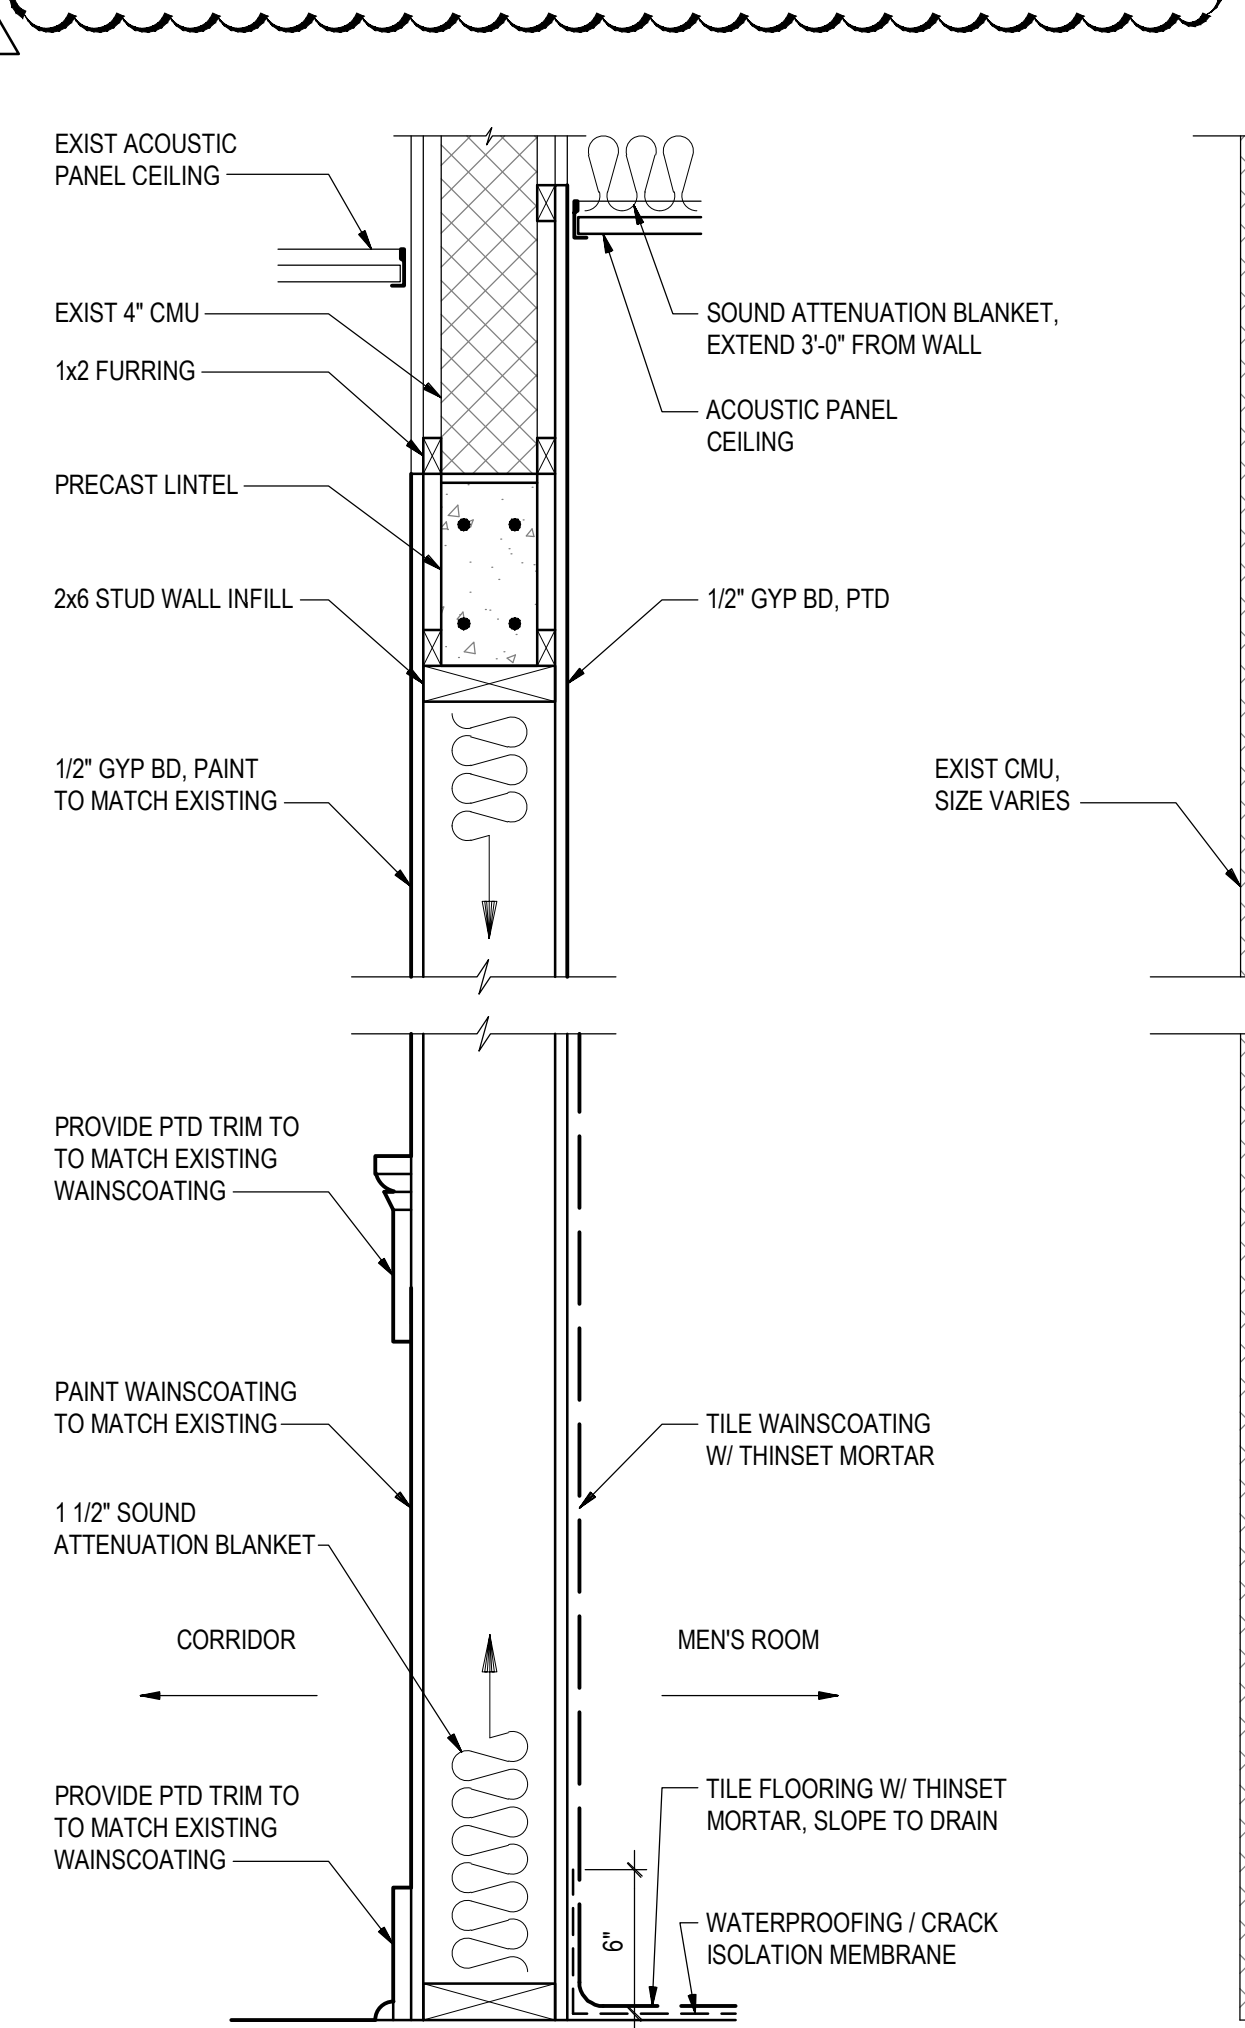 EXIST ACOUSTIC
PANEL CEILING
EXIST 4" CMU
1x2 FURRING
PRECAST LINTEL
2x6 STUD WALL INFILL
1/2" GYP BD, PAINT
TO MATCH EXISTING
PROVIDE PTD TRIM TO
TO MATCH EXISTING
WAINSCOATING
PAINT WAINSCOATING
TO MATCH EXISTING
1 1/2" SOUND
ATTENUATION BLANKET
CORRIDOR
PROVIDE PTD TRIM TO
TO MATCH EXISTING
WAINSCOATING
SOUND ATTENUATION BLANKET,
EXTEND 3'-0" FROM WALL
ACOUSTIC PANEL
CEILING
1/2" GYP BD, PTD
EXIST CMU,
SIZE VARIES
TILE WAINSCOATING
W/ THINSET MORTAR
MEN'S ROOM
TILE FLOORING W/ THINSET
MORTAR, SLOPE TO DRAIN
6"
WATERPROOFING / CRACK
ISOLATION MEMBRANE